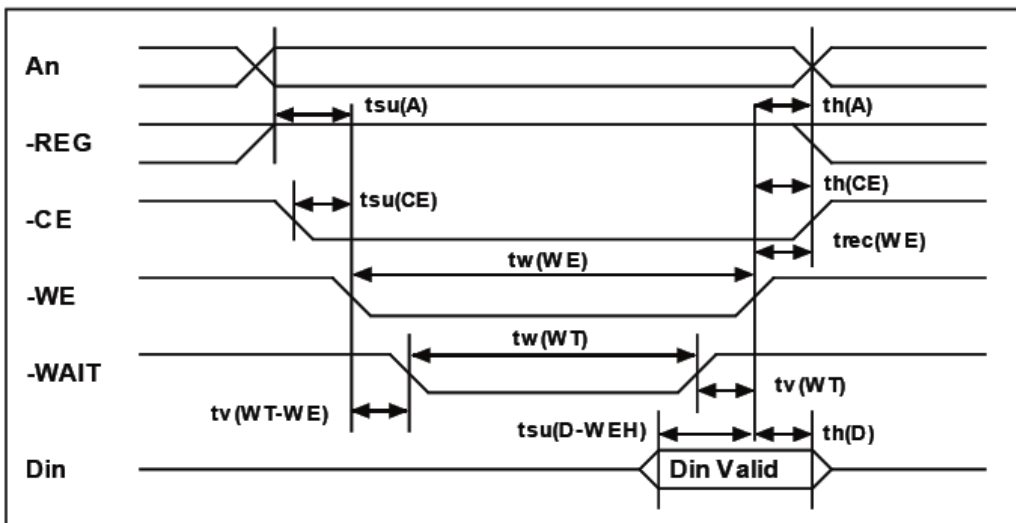 An
tsu(A)
th(A)
-REG
tsu(CE)
th(CE)
-CE
trec(WE)
tw(WE)
-WE
tw(WT)
-WAIT
tv(WT-WE)
tv(WT)
tsu(D-WEH)
th(D)
Din
Din Valid